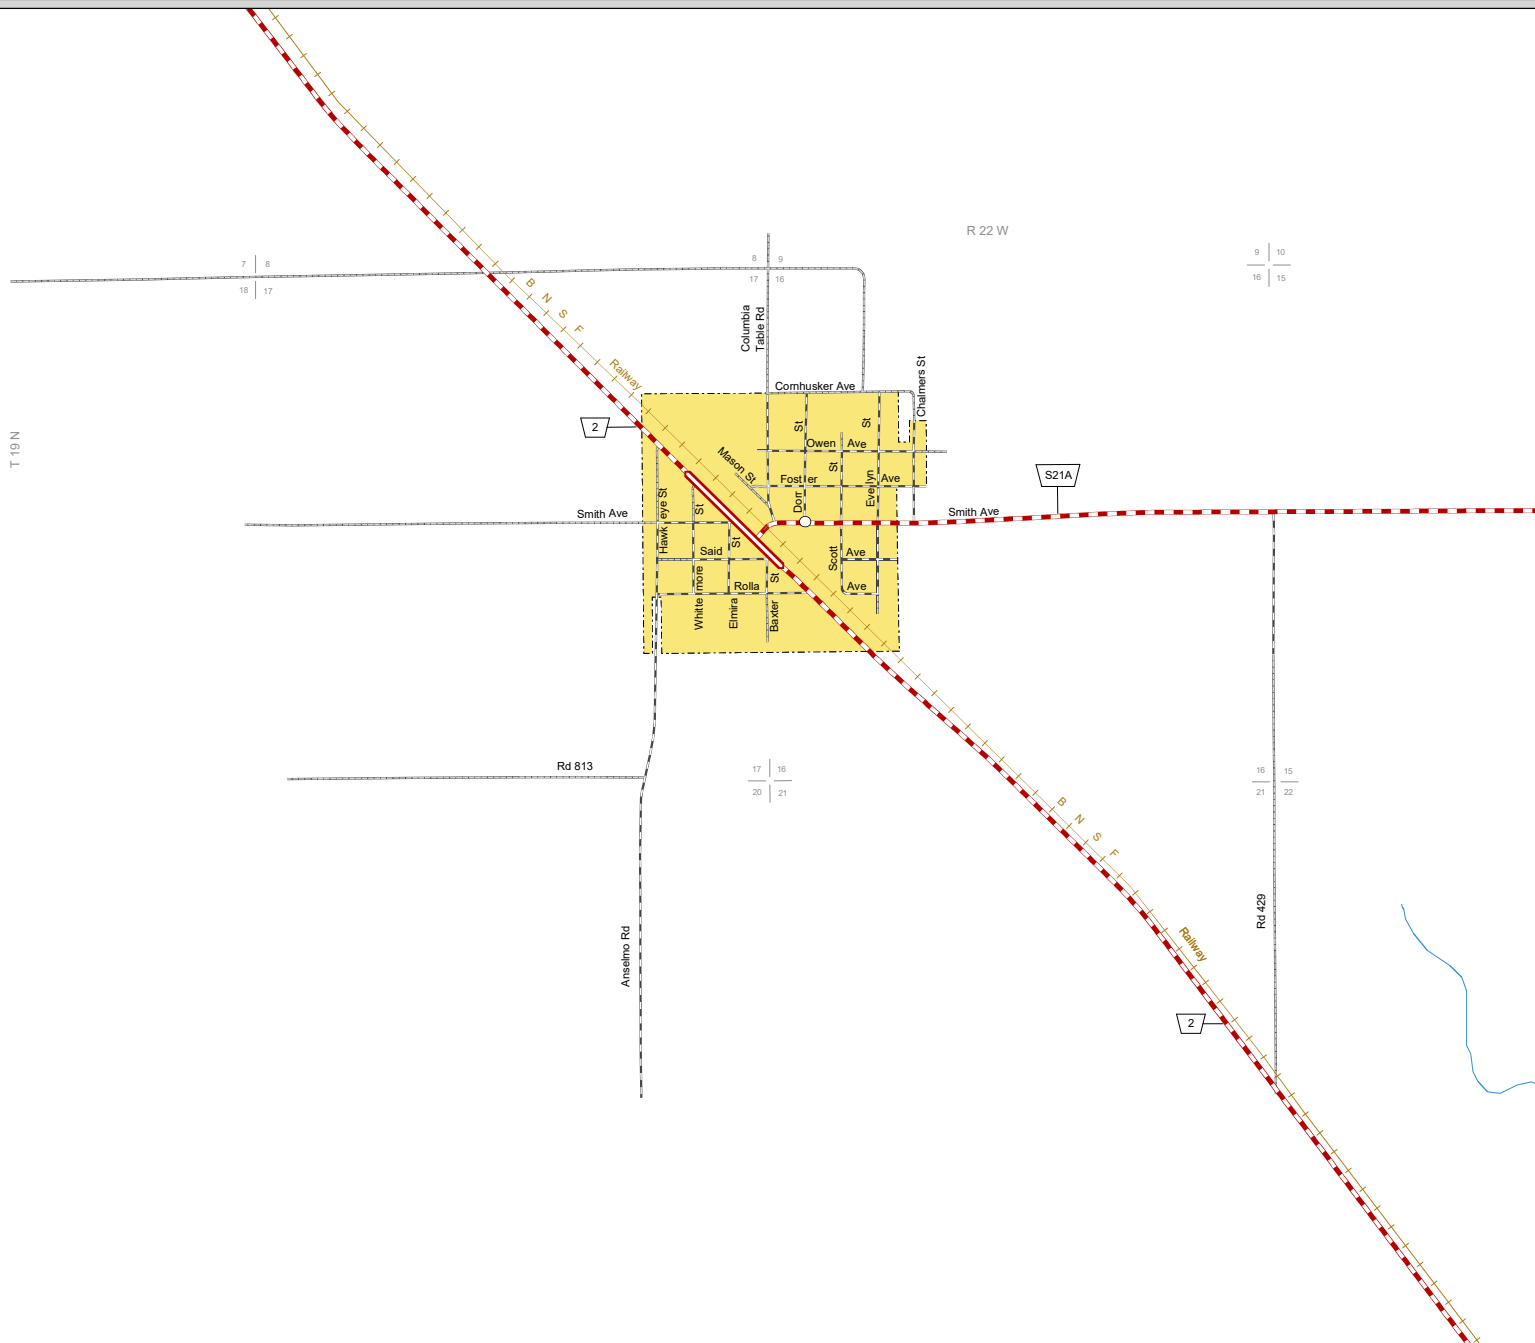 R 22 W
7 8
18 17
8 9
17 16
9 10
16 15
B N S F Railway
Columbia
Table Rd
Chalmers St
Cornhusker Ave
2
T 19 N
St
St
Owen Ave
Mason St
St
Foster Ave
Evelyn
Dorr
S21A
Smith Ave
Smith Ave
Hawkeye St
St
St
Said Ave
Scott
Rolla Ave
St
Whittemore
Elmira
Baxter
Rd 813
17 16
20 21
16 15
21 22
B N S F Railway
Rd 429
Anselmo Rd
2